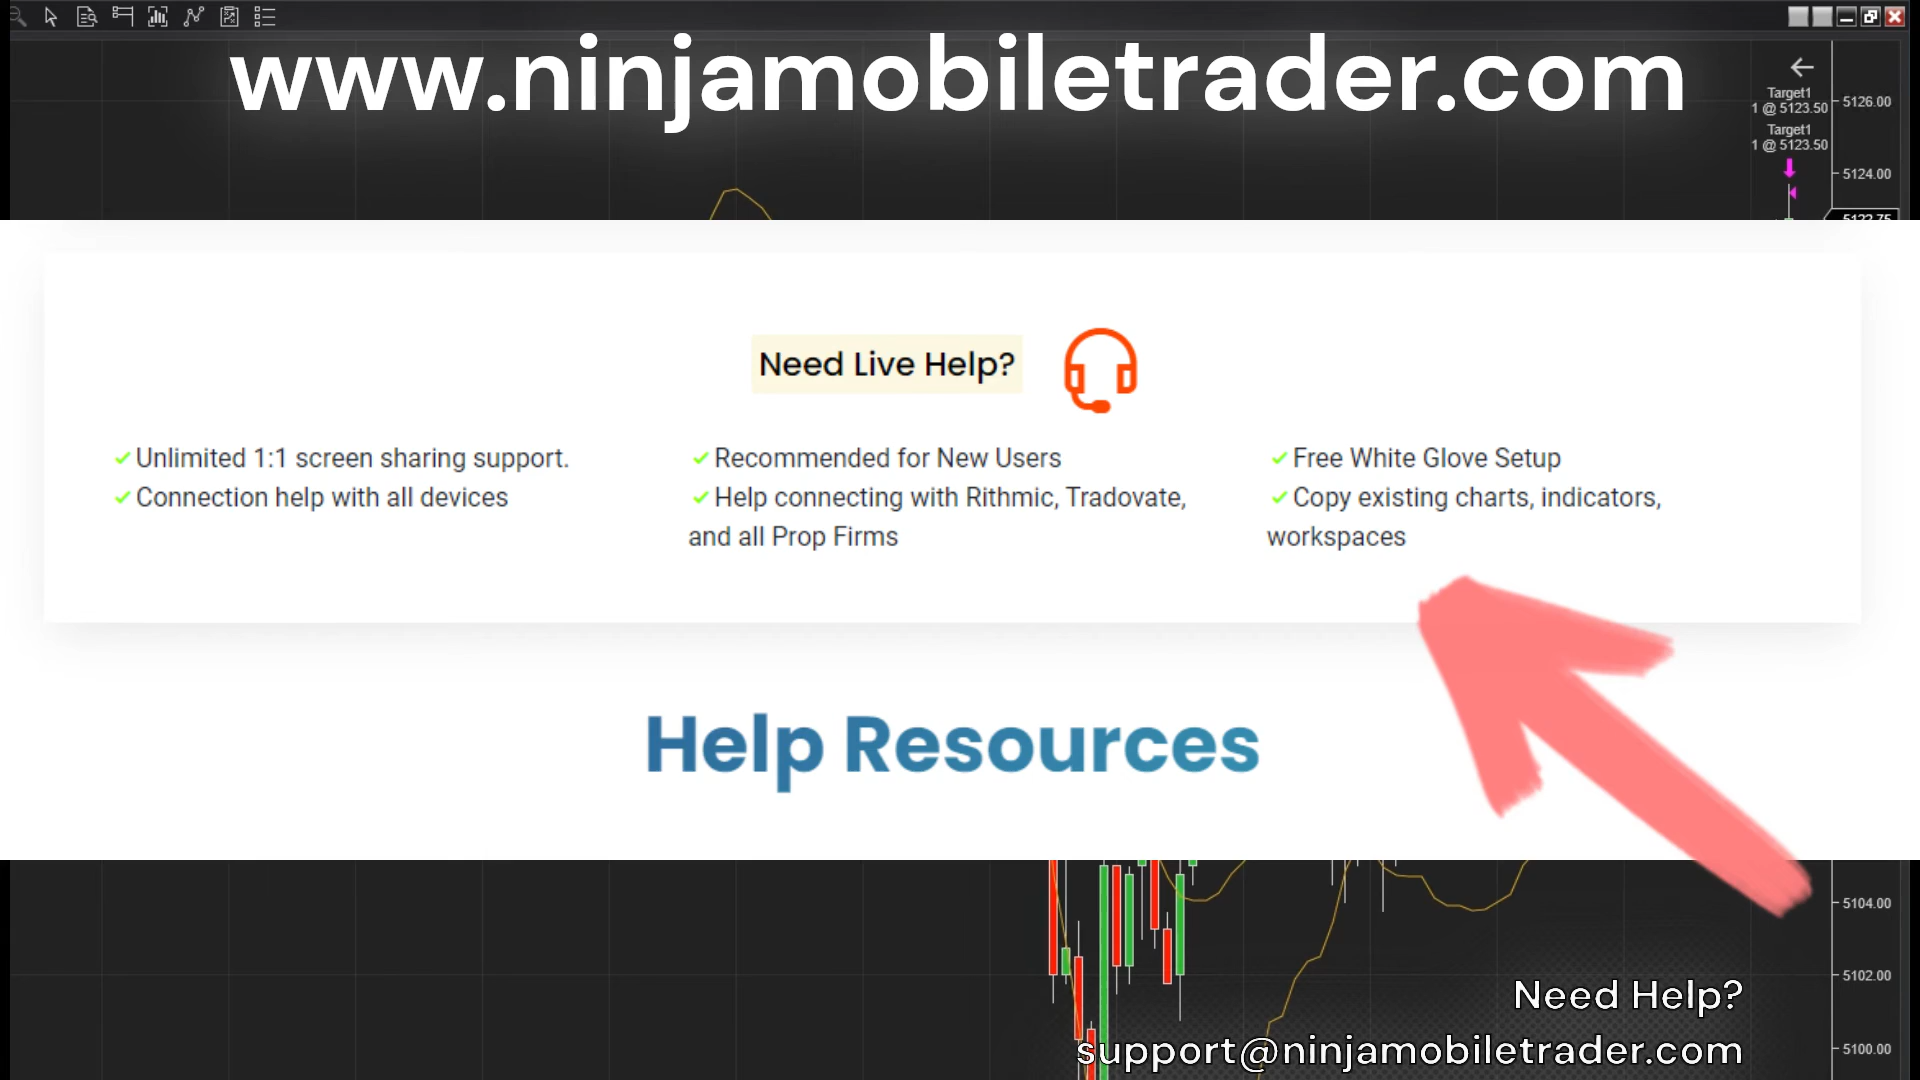 www.ninjamobiletrader.com
Target1
1 @ 5123.50
Target1
1 @ 5123.50
5126.00
5124.00
5122.75
Need Live Help?
Unlimited 1:1 screen sharing support.
Connection help with all devices
Recommended for New Users
Help connecting with Rithmic, Tradovate,
and all Prop Firms
Free White Glove Setup
Copy existing charts, indicators,
workspaces
Help Resources
5104.00
5102.00
5100.00
Need Help?
support@ninjamobiletrader.com